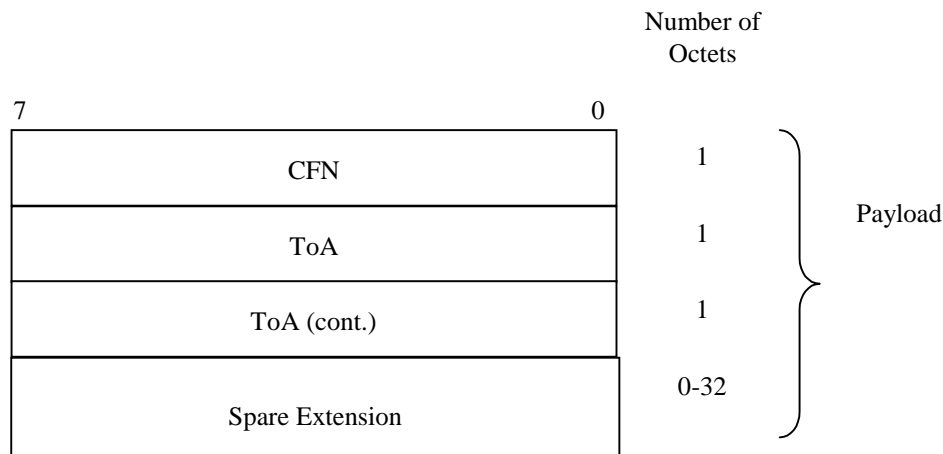 Number of
Octets
7 0
CFN 1
ToA 1
Payload
ToA (cont.) 1
Spare Extension 0-32